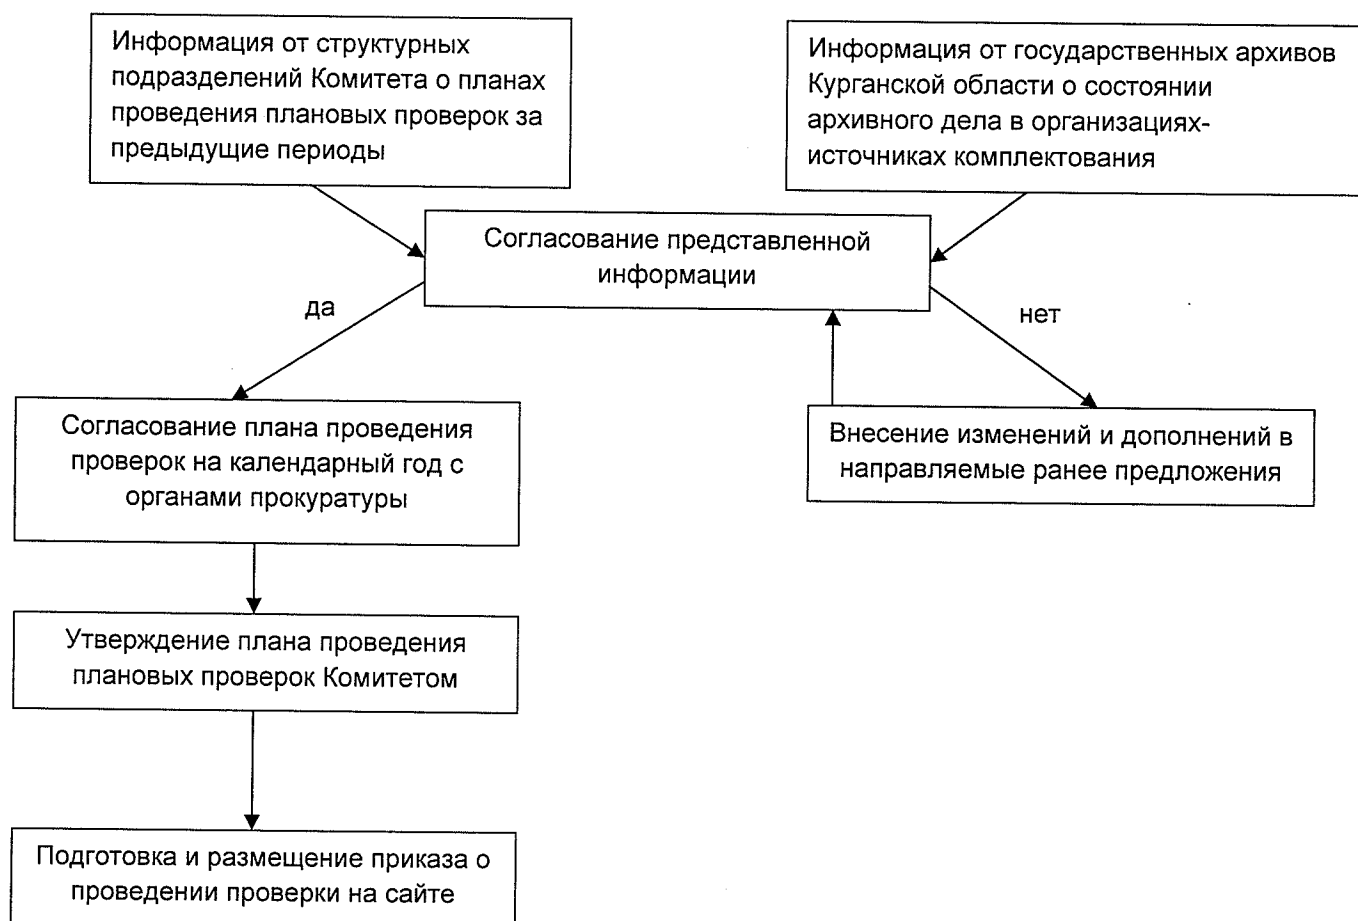 Информация от структурных
подразделений Комитета о планах
проведения плановых проверок за
предыдущие периоды
Информация от государственных архивов
Курганской области о состоянии
архивного дела в организациях-
источниках комплектования
Согласование представленной
информации
да
нет
Согласование плана проведения
проверок на календарный год с
органами прокуратуры
Внесение изменений и дополнений в
направляемые ранее предложения
Утверждение плана проведения
плановых проверок Комитетом
Подготовка и размещение приказа о
проведении проверки на сайте